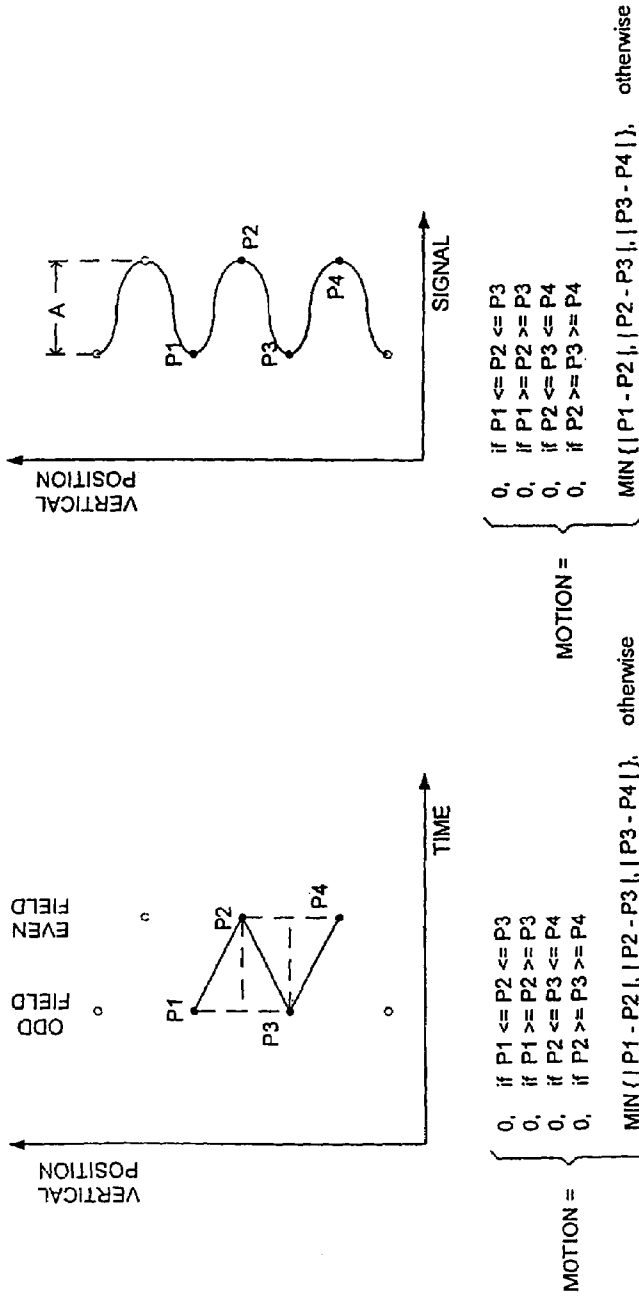 VERTICAL
POSITION
ODD
FIELD
EVEN
FIELD
P1
P2
P3
P4
TIME
MOTION =
0, if P1 <= P2 <= P3
0, if P1 >= P2 >= P3
0, if P2 <= P3 <= P4
0, if P2 >= P3 >= P4
MIN { | P1 - P2 |, | P2 - P3 |, | P3 - P4 | }, otherwise
VERTICAL
POSITION
A
P1
P2
P3
P4
SIGNAL
MOTION =
0, if P1 <= P2 <= P3
0, if P1 >= P2 >= P3
0, if P2 <= P3 <= P4
0, if P2 >= P3 >= P4
MIN { | P1 - P2 |, | P2 - P3 |, | P3 - P4 | }, otherwise